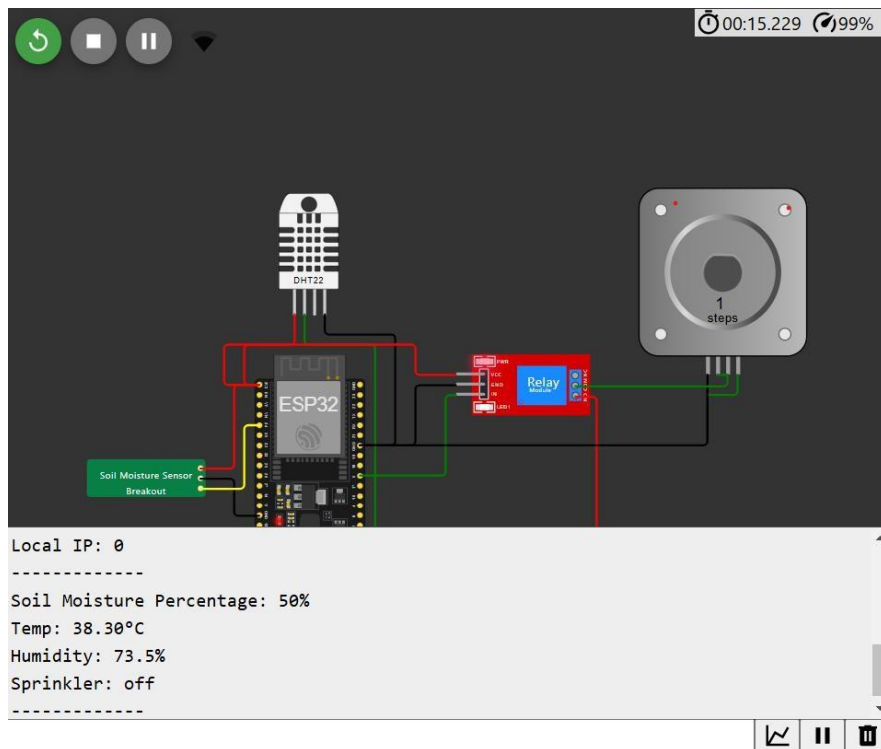 00:15.229 99%
DHT22
1
steps
PWR
VCC
GND
IN
Relay
Module
LED1
ESP32
Soil Moisture Sensor
Breakout
Local IP: 0
-------------
Soil Moisture Percentage: 50%
Temp: 38.30°C
Humidity: 73.5%
Sprinkler: off
-------------